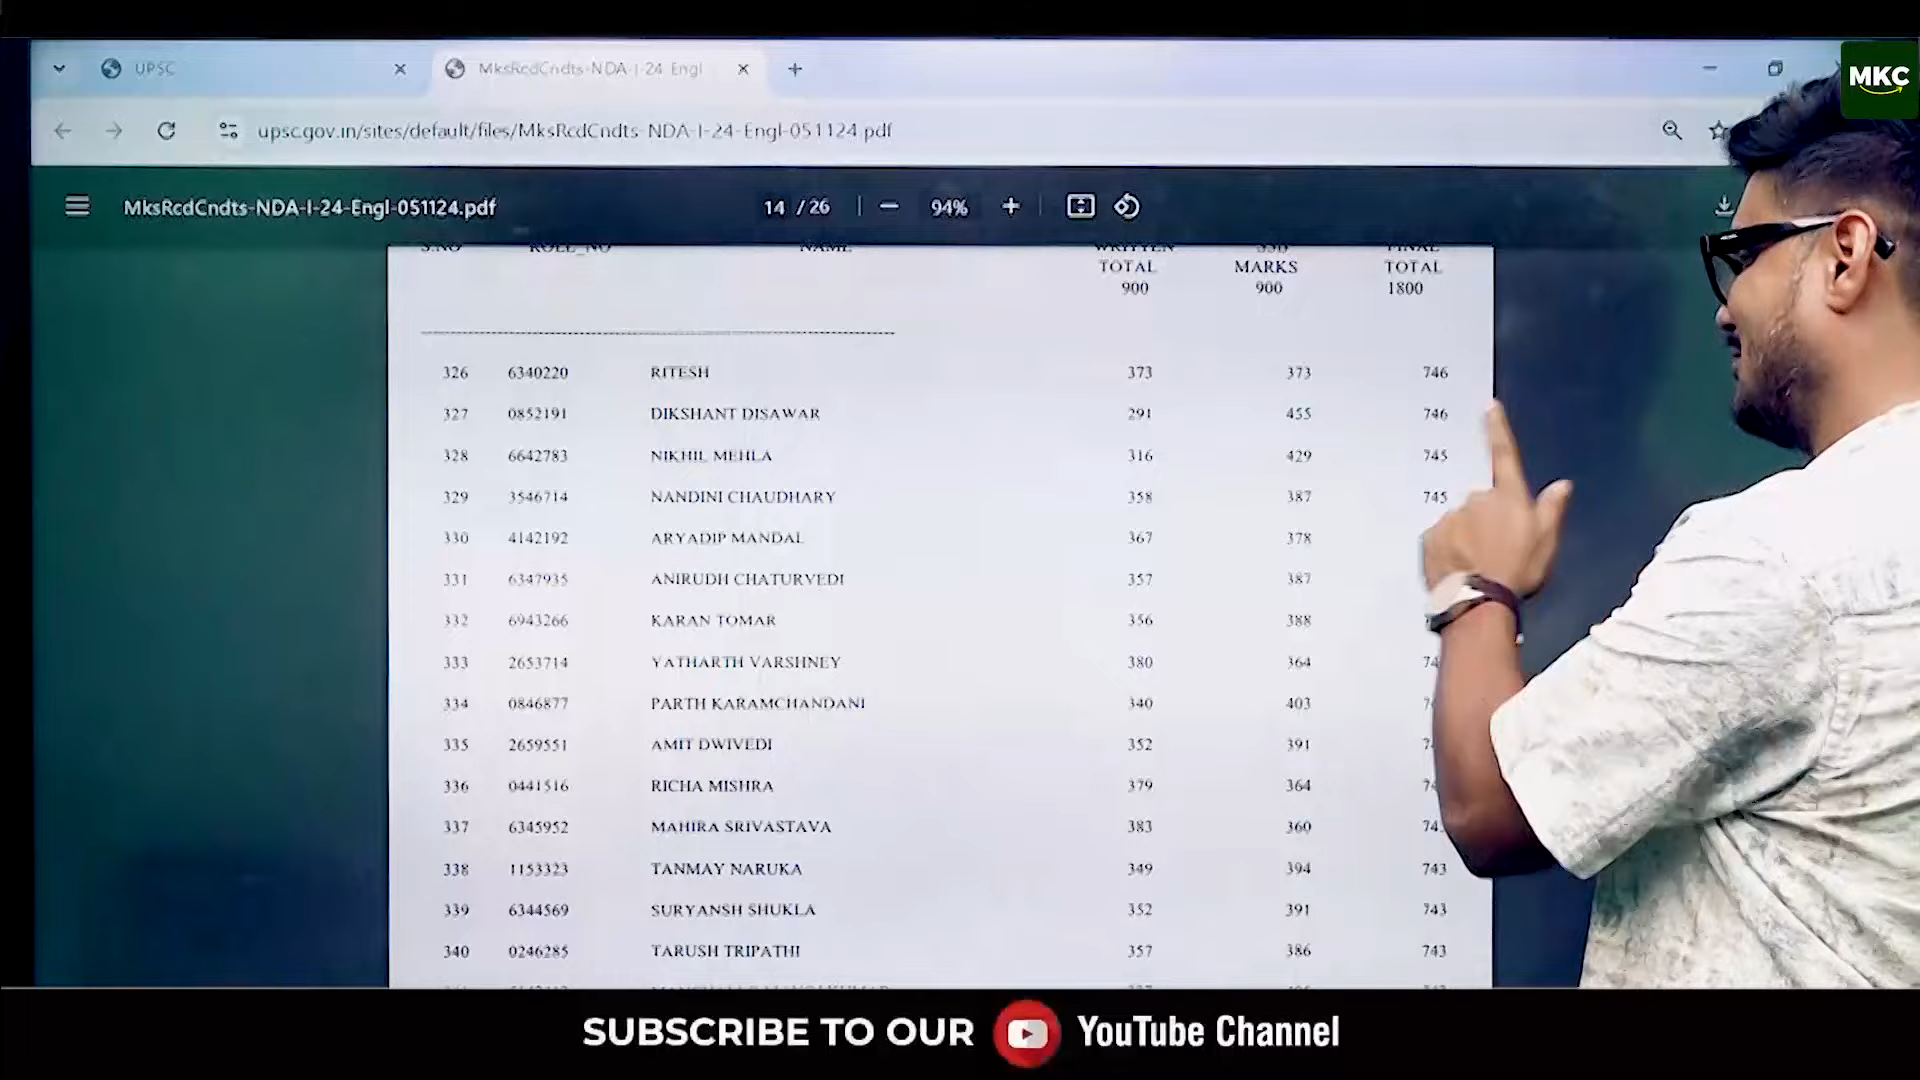 UPSC
MksRcdCndts-NDA-I-24 Engl
MKC
upsc.gov.in/sites/default/files/MksRcdCndts-NDA-I-24-Engl-051124.pdf
MksRcdCndts-NDA-I-24-Engl-051124.pdf 14 / 26 94%
S.NO ROLL_NO NAME WRITTEN SSB FINAL
TOTAL MARKS TOTAL
900 900 1800
326 6340220 RITESH 373 373 746
327 0852191 DIKSHANT DISAWAR 291 455 746
328 6642783 NIKHIL MEHLA 316 429 745
329 3546714 NANDINI CHAUDHARY 358 387 745
330 4142192 ARYADIP MANDAL 367 378
331 6347935 ANIRUDH CHATURVEDI 357 387
332 6943266 KARAN TOMAR 356 388
333 2653714 YATHARTH VARSHNEY 380 364
334 0846877 PARTH KARAMCHANDANI 340 403
335 2659551 AMIT DWIVEDI 352 391
336 0441516 RICHA MISHRA 379 364
337 6345952 MAHIRA SRIVASTAVA 383 360
338 1153323 TANMAY NARUKA 349 394 743
339 6344569 SURYANSH SHUKLA 352 391 743
340 0246285 TARUSH TRIPATHI 357 386 743
SUBSCRIBE TO OUR YouTube Channel